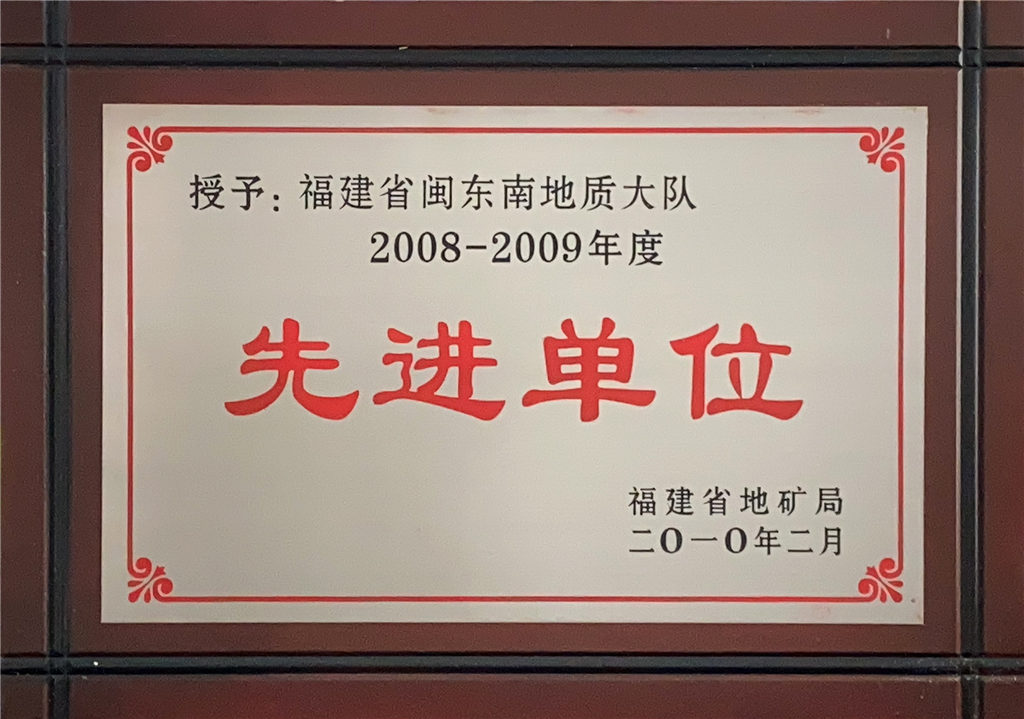 授予：福建省闽东南地质大队
2008-2009年度
先进单位
福建省地矿局
二〇一〇年二月